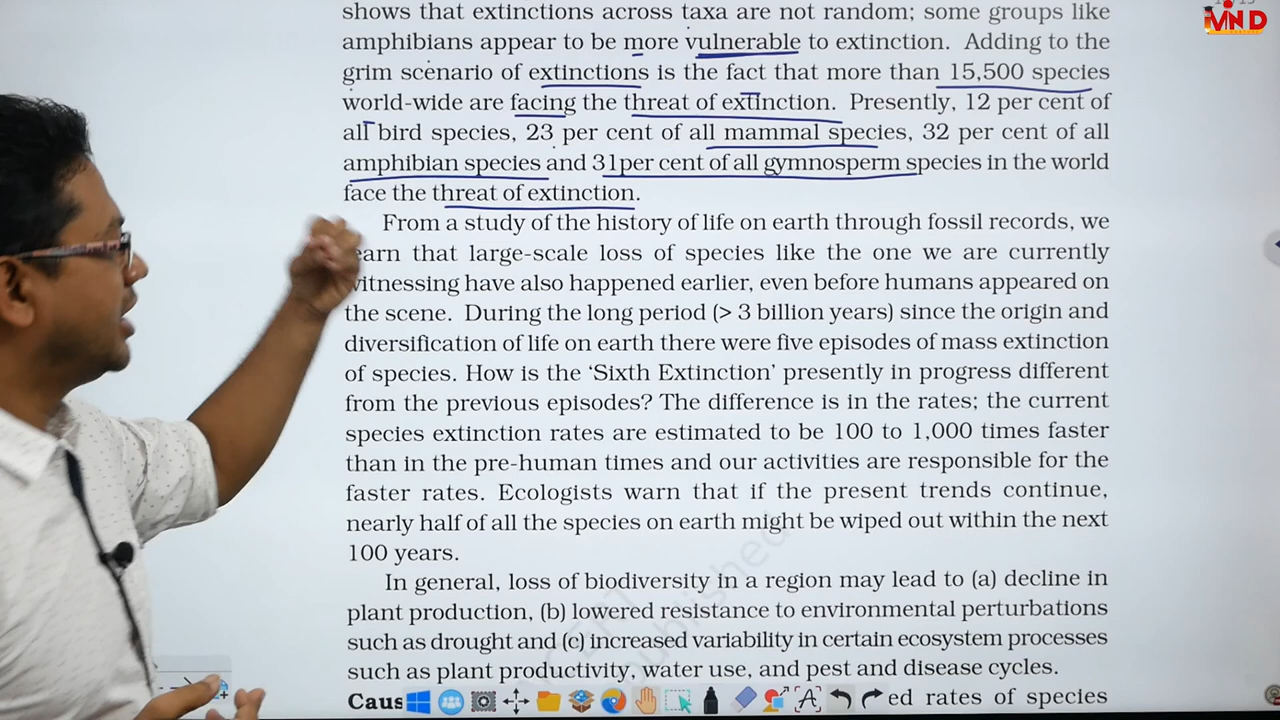 shows that extinctions across taxa are not random; some groups like
amphibians appear to be more vulnerable to extinction. Adding to the
grim scenario of extinctions is the fact that more than 15,500 species
world-wide are facing the threat of extinction. Presently, 12 per cent of
all bird species, 23 per cent of all mammal species, 32 per cent of all
amphibian species and 31per cent of all gymnosperm species in the world
face the threat of extinction.
From a study of the history of life on earth through fossil records, we
earn that large-scale loss of species like the one we are currently
witnessing have also happened earlier, even before humans appeared on
the scene. During the long period (> 3 billion years) since the origin and
diversification of life on earth there were five episodes of mass extinction
of species. How is the ‘Sixth Extinction’ presently in progress different
from the previous episodes? The difference is in the rates; the current
species extinction rates are estimated to be 100 to 1,000 times faster
than in the pre-human times and our activities are responsible for the
faster rates. Ecologists warn that if the present trends continue,
nearly half of all the species on earth might be wiped out within the next
100 years.
In general, loss of biodiversity in a region may lead to (a) decline in
plant production, (b) lowered resistance to environmental perturbations
such as drought and (c) increased variability in certain ecosystem processes
such as plant productivity, water use, and pest and disease cycles.
Caus ed rates of species
MIND
published